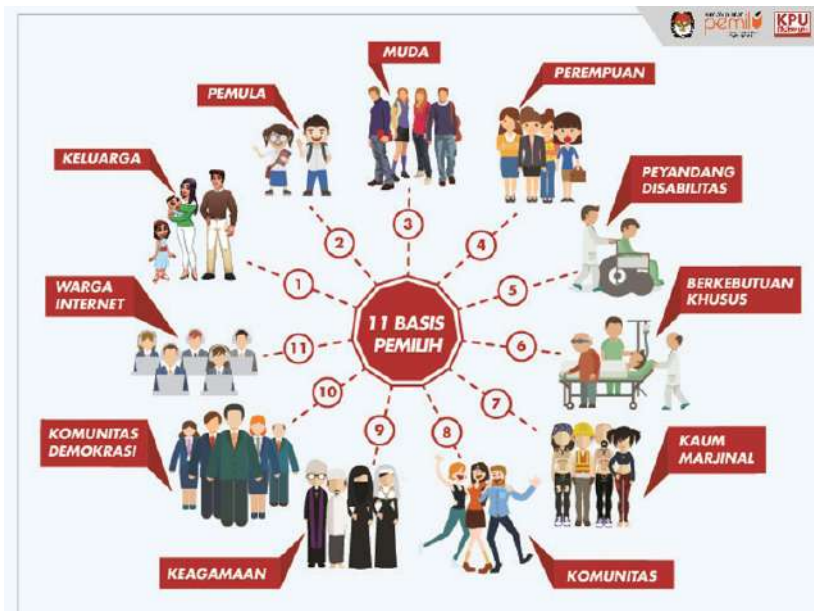 pemilu
KPU
MUDA
PEMULA
PEREMPUAN
KELUARGA
PEYANDANG
DISABILITAS
WARGA
INTERNET
BERKEBUTUAN
KHUSUS
11 BASIS
PEMILIH
1
2
3
4
5
6
7
8
9
10
11
KOMUNITAS
DEMOKRASI
KAUM
MARJINAL
KEAGAMAAN
KOMUNITAS